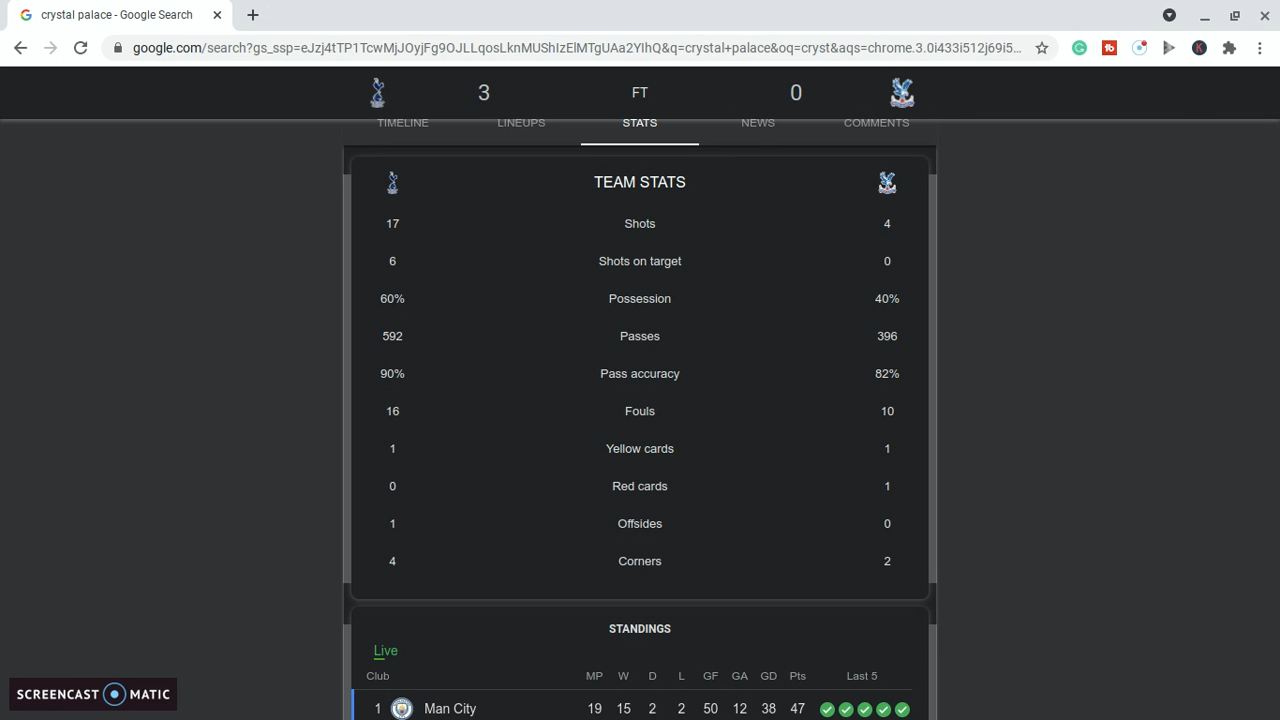 crystal palace - Google Search
google.com/search?gs_ssp=eJzj4tTP1TcwMjJOyjFgJOJLLqosLknMUShIzElMTgUAa2YIhQ&q=crystal+palace&oq=cryst&aqs=chrome.3.0i433i512j69i5...
3 FT 0
TIMELINE LINEUPS STATS NEWS COMMENTS
TEAM STATS
17 Shots 4
6 Shots on target 0
60% Possession 40%
592 Passes 396
90% Pass accuracy 82%
16 Fouls 10
1 Yellow cards 1
0 Red cards 1
1 Offsides 0
4 Corners 2
STANDINGS
Live
Club MP W D L GF GA GD Pts Last 5
1 Man City 19 15 2 2 50 12 38 47
SCREENCAST MATIC